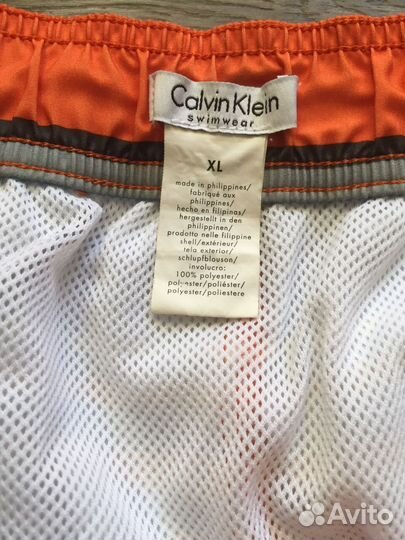 Calvin Klein
swimwear
XL
made in philippines/
fabriqué aux
philippines/
hecho en filipinas/
hergestellt in den
philippinen/
prodotto nelle filippine
shell/extérieur/
tela exterior/
schlupfblouson/
involucro:
100% polyester/
polyester/poliéster/
polyester/poliestere
Avito